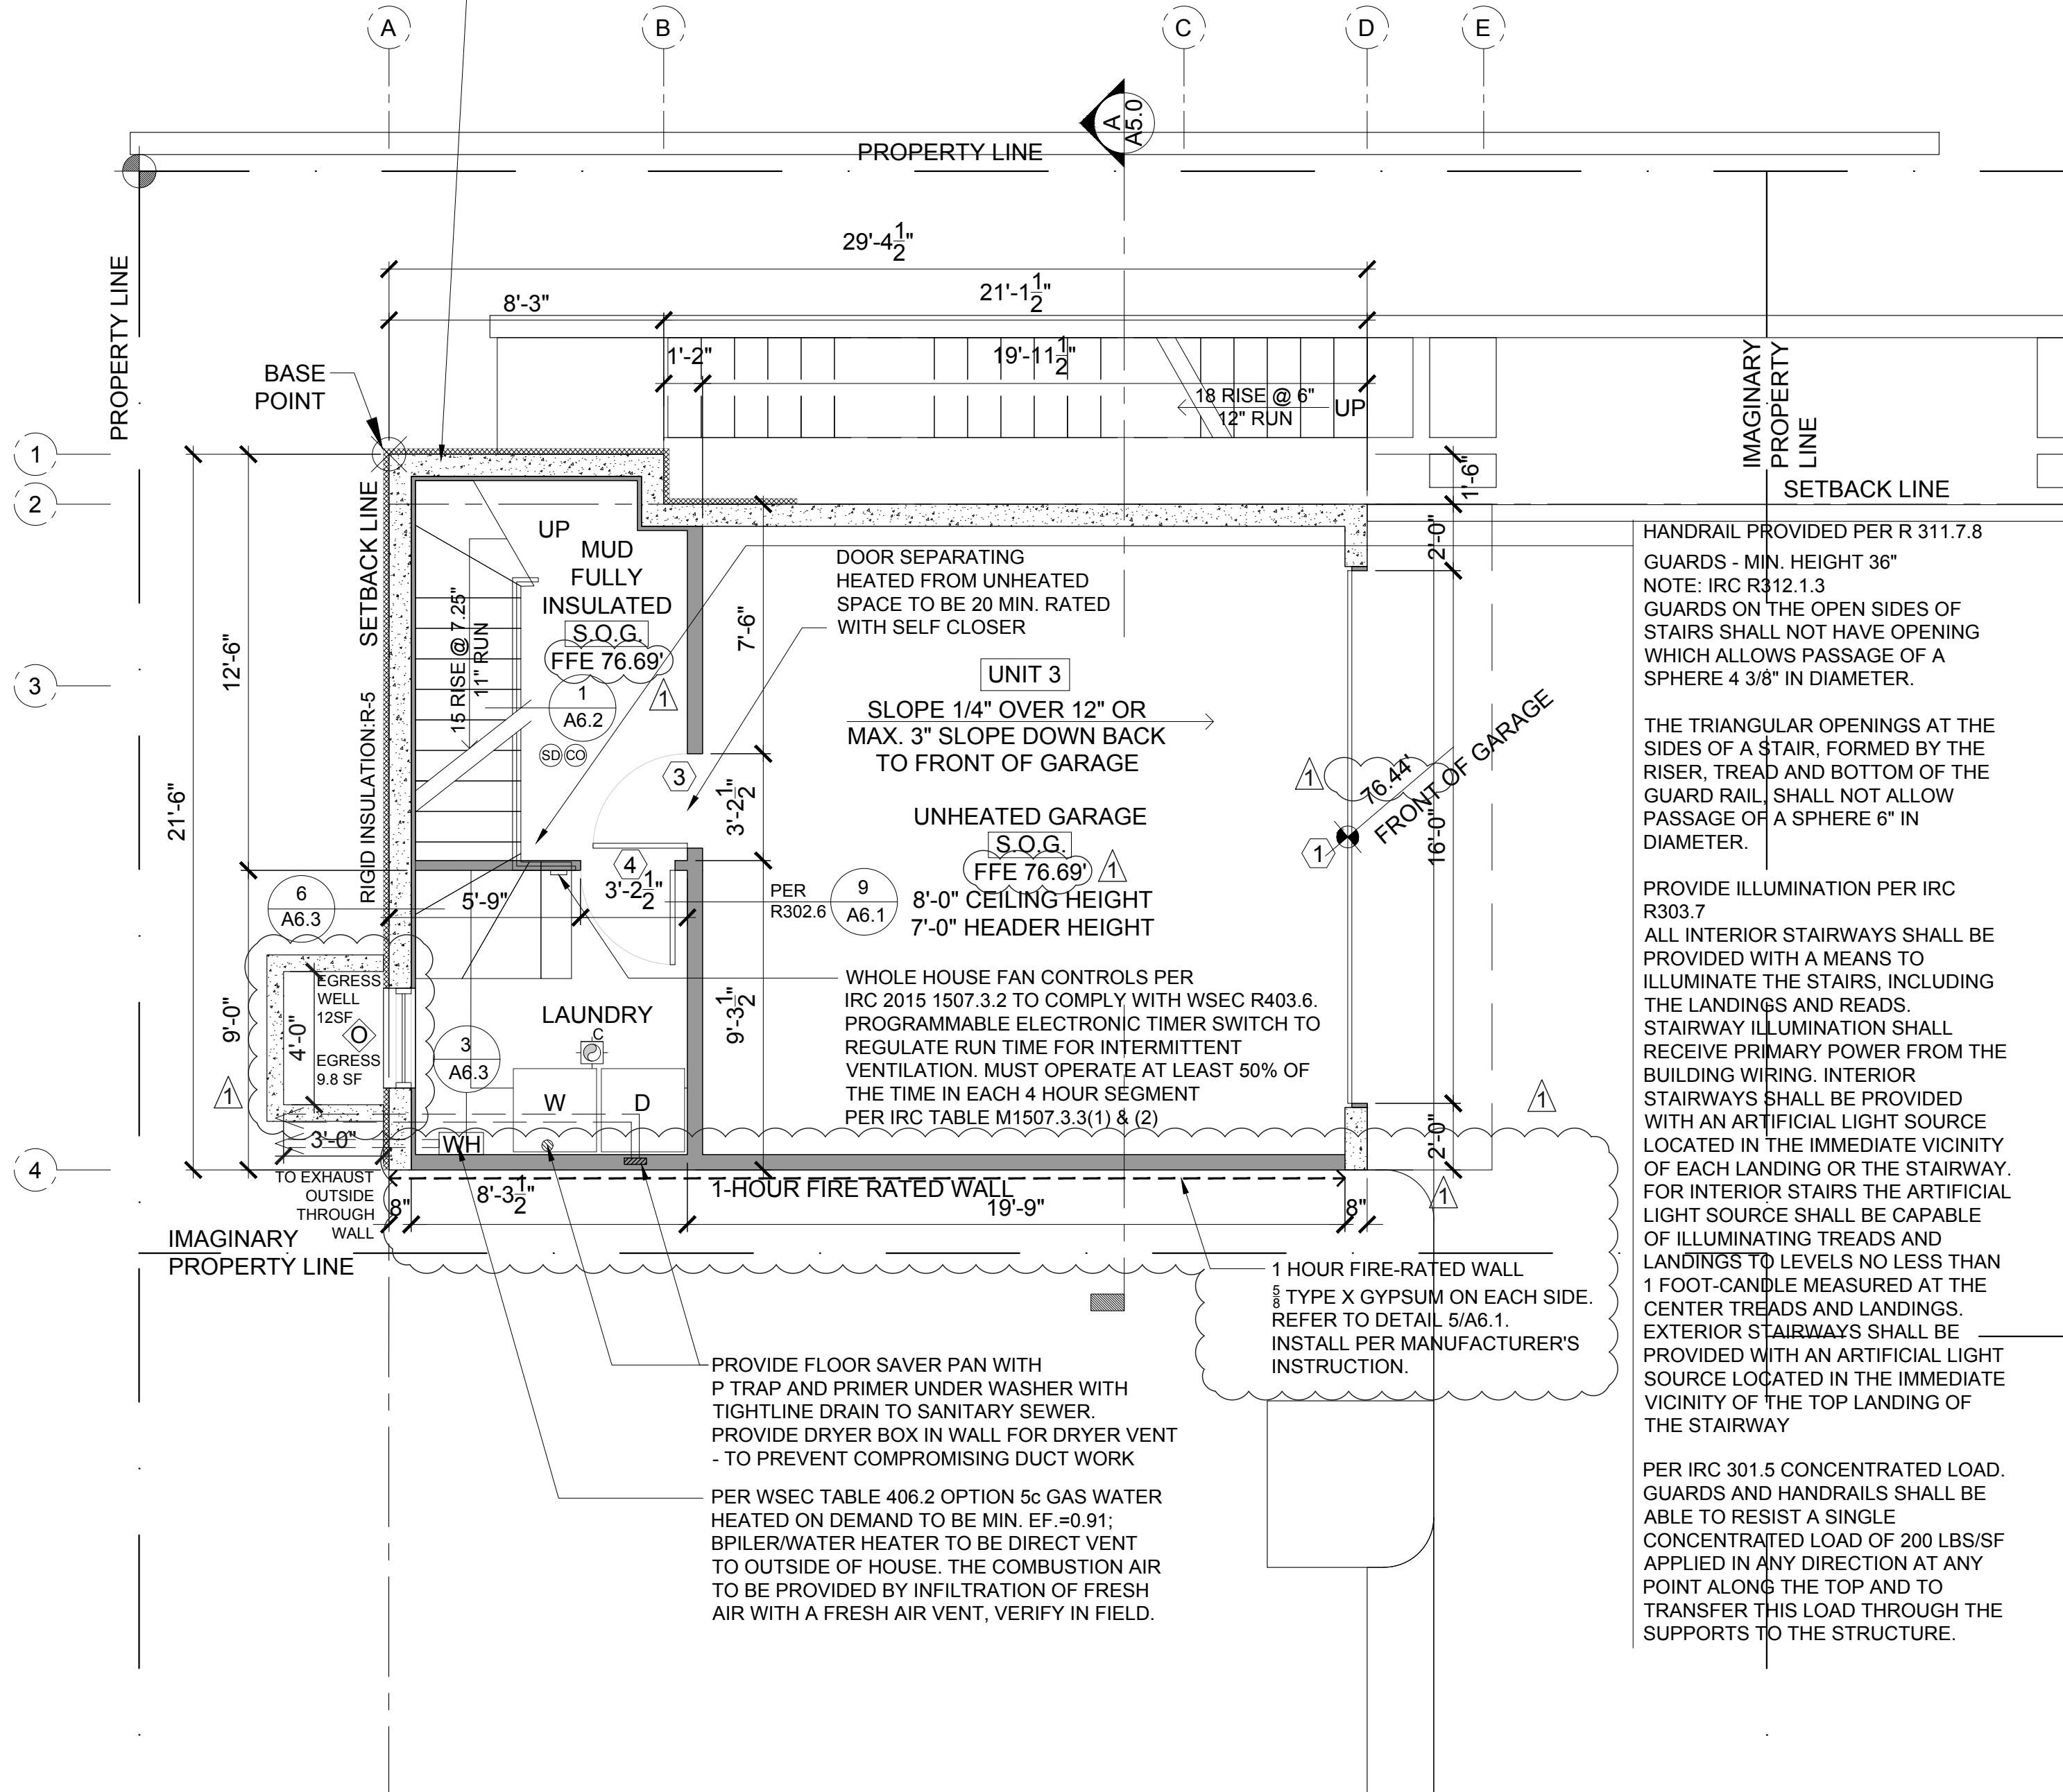 A
B
C
D
E
A
A5.0
PROPERTY LINE
PROPERTY LINE
29'-4 1/2"
8'-3"
21'-1 1/2"
1'-2"
19'-11 1/2"
18 RISE @ 6"
12" RUN
UP
BASE
POINT
IMAGINARY
PROPERTY
LINE
1
2
3
4
SETBACK LINE
SETBACK LINE
1'-6"
2'-0"
16'-0"
2'-0"
21'-6"
12'-6"
9'-0"
RIGID INSULATION:R-5
UP
MUD
FULLY
INSULATED
S.O.G.
FFE 76.69'
1
1
A6.2
15 RISE @ 7.25"
11" RUN
SD
CO
7'-6"
3'-2 1/2"
9'-3 1/2"
DOOR SEPARATING
HEATED FROM UNHEATED
SPACE TO BE 20 MIN. RATED
WITH SELF CLOSER
UNIT 3
SLOPE 1/4" OVER 12" OR
MAX. 3" SLOPE DOWN BACK
TO FRONT OF GARAGE
3
4
1
76.44'
FRONT OF GARAGE
1
UNHEATED GARAGE
S.O.G.
FFE 76.69'
1
8'-0" CEILING HEIGHT
7'-0" HEADER HEIGHT
PER
R302.6
9
A6.1
6
A6.3
5'-9"
3'-2 1/2"
EGRESS
WELL
12SF
O
EGRESS
9.8 SF
4'-0"
1
3'-0"
LAUNDRY
C
3
A6.3
W
D
WH
WHOLE HOUSE FAN CONTROLS PER
IRC 2015 1507.3.2 TO COMPLY WITH WSEC R403.6.
PROGRAMMABLE ELECTRONIC TIMER SWITCH TO
REGULATE RUN TIME FOR INTERMITTENT
VENTILATION. MUST OPERATE AT LEAST 50% OF
THE TIME IN EACH 4 HOUR SEGMENT
PER IRC TABLE M1507.3.3(1) & (2)
1
1
TO EXHAUST
OUTSIDE
THROUGH
WALL
8"
8'-3 1/2"
1-HOUR FIRE RATED WALL
19'-9"
8"
IMAGINARY
PROPERTY LINE
1 HOUR FIRE-RATED WALL
5/8 TYPE X GYPSUM ON EACH SIDE.
REFER TO DETAIL 5/A6.1.
INSTALL PER MANUFACTURER'S
INSTRUCTION.
PROVIDE FLOOR SAVER PAN WITH
P TRAP AND PRIMER UNDER WASHER WITH
TIGHTLINE DRAIN TO SANITARY SEWER.
PROVIDE DRYER BOX IN WALL FOR DRYER VENT
- TO PREVENT COMPROMISING DUCT WORK
PER WSEC TABLE 406.2 OPTION 5c GAS WATER
HEATED ON DEMAND TO BE MIN. EF.=0.91;
BPILER/WATER HEATER TO BE DIRECT VENT
TO OUTSIDE OF HOUSE. THE COMBUSTION AIR
TO BE PROVIDED BY INFILTRATION OF FRESH
AIR WITH A FRESH AIR VENT, VERIFY IN FIELD.
HANDRAIL PROVIDED PER R 311.7.8
GUARDS - MIN. HEIGHT 36"
NOTE: IRC R312.1.3
GUARDS ON THE OPEN SIDES OF
STAIRS SHALL NOT HAVE OPENING
WHICH ALLOWS PASSAGE OF A
SPHERE 4 3/8" IN DIAMETER.
THE TRIANGULAR OPENINGS AT THE
SIDES OF A STAIR, FORMED BY THE
RISER, TREAD AND BOTTOM OF THE
GUARD RAIL, SHALL NOT ALLOW
PASSAGE OF A SPHERE 6" IN
DIAMETER.
PROVIDE ILLUMINATION PER IRC
R303.7
ALL INTERIOR STAIRWAYS SHALL BE
PROVIDED WITH A MEANS TO
ILLUMINATE THE STAIRS, INCLUDING
THE LANDINGS AND READS.
STAIRWAY ILLUMINATION SHALL
RECEIVE PRIMARY POWER FROM THE
BUILDING WIRING. INTERIOR
STAIRWAYS SHALL BE PROVIDED
WITH AN ARTIFICIAL LIGHT SOURCE
LOCATED IN THE IMMEDIATE VICINITY
OF EACH LANDING OR THE STAIRWAY.
FOR INTERIOR STAIRS THE ARTIFICIAL
LIGHT SOURCE SHALL BE CAPABLE
OF ILLUMINATING TREADS AND
LANDINGS TO LEVELS NO LESS THAN
1 FOOT-CANDLE MEASURED AT THE
CENTER TREADS AND LANDINGS.
EXTERIOR STAIRWAYS SHALL BE
PROVIDED WITH AN ARTIFICIAL LIGHT
SOURCE LOCATED IN THE IMMEDIATE
VICINITY OF THE TOP LANDING OF
THE STAIRWAY
PER IRC 301.5 CONCENTRATED LOAD.
GUARDS AND HANDRAILS SHALL BE
ABLE TO RESIST A SINGLE
CONCENTRATED LOAD OF 200 LBS/SF
APPLIED IN ANY DIRECTION AT ANY
POINT ALONG THE TOP AND TO
TRANSFER THIS LOAD THROUGH THE
SUPPORTS TO THE STRUCTURE.